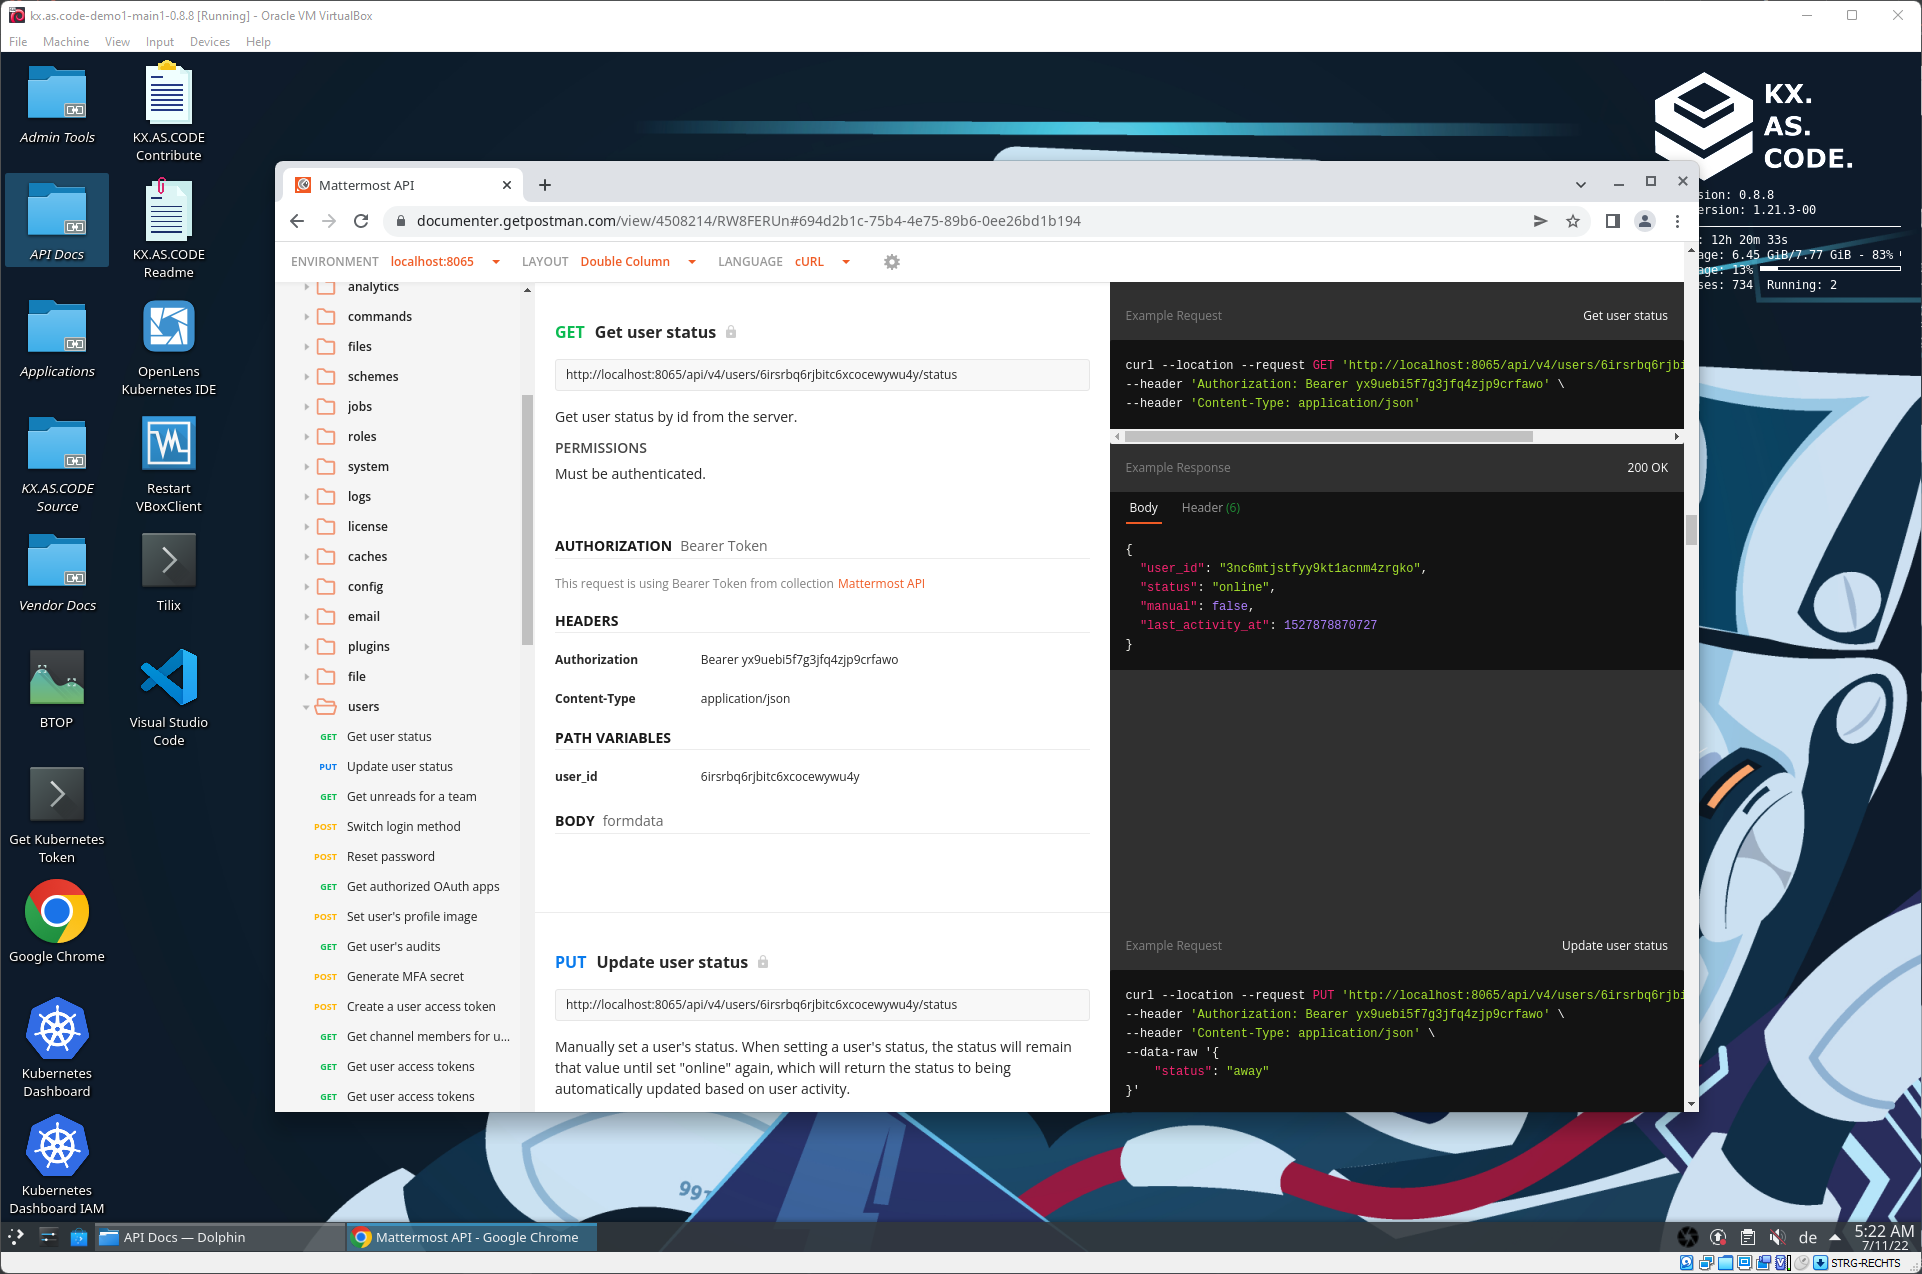 kx.as.code-demo1-main1-0.8.8 [Running] - Oracle VM VirtualBox
File Machine View Input Devices Help
Admin Tools
KX.AS.CODE Contribute
API Docs
KX.AS.CODE Readme
Applications
OpenLens Kubernetes IDE
KX.AS.CODE Source
Restart VBoxClient
Vendor Docs
Tilix
BTOP
Visual Studio Code
Get Kubernetes Token
Google Chrome
Kubernetes Dashboard
Kubernetes Dashboard IAM
KX.
AS.
CODE.
sion: 0.8.8
ersion: 1.21.3-00
: 12h 20m 33s
age: 6.45 GiB/7.77 GiB - 83%
age: 13%
ses: 734 Running: 2
Mattermost API
documenter.getpostman.com/view/4508214/RW8FERUn#694d2b1c-75b4-4e75-89b6-0ee26bd1b194
ENVIRONMENT localhost:8065 LAYOUT Double Column LANGUAGE cURL
analytics
commands
files
schemes
jobs
roles
system
logs
license
caches
config
email
plugins
file
users
GET Get user status
PUT Update user status
GET Get unreads for a team
POST Switch login method
POST Reset password
GET Get authorized OAuth apps
POST Set user's profile image
GET Get user's audits
POST Generate MFA secret
POST Create a user access token
GET Get channel members for u...
GET Get user access tokens
GET Get user access tokens
GET Get user status
http://localhost:8065/api/v4/users/6irsrbq6rjbitc6xcocewywu4y/status
Get user status by id from the server.
PERMISSIONS
Must be authenticated.
AUTHORIZATION Bearer Token
This request is using Bearer Token from collection Mattermost API
HEADERS
Authorization Bearer yx9uebi5f7g3jfq4zjp9crfawo
Content-Type application/json
PATH VARIABLES
user_id 6irsrbq6rjbitc6xcocewywu4y
BODY formdata
PUT Update user status
http://localhost:8065/api/v4/users/6irsrbq6rjbitc6xcocewywu4y/status
Manually set a user's status. When setting a user's status, the status will remain
that value until set "online" again, which will return the status to being
automatically updated based on user activity.
Example Request Get user status
curl --location --request GET 'http://localhost:8065/api/v4/users/6irsrbq6rjbi
--header 'Authorization: Bearer yx9uebi5f7g3jfq4zjp9crfawo' \
--header 'Content-Type: application/json'
Example Response 200 OK
Body Header (6)
{
"user_id": "3nc6mtjstfyy9kt1acnm4zrgko",
"status": "online",
"manual": false,
"last_activity_at": 1527878870727
}
Example Request Update user status
curl --location --request PUT 'http://localhost:8065/api/v4/users/6irsrbq6rjbi
--header 'Authorization: Bearer yx9uebi5f7g3jfq4zjp9crfawo' \
--header 'Content-Type: application/json' \
--data-raw '{
"status": "away"
}'
API Docs — Dolphin
Mattermost API - Google Chrome
de
5:22 AM
7/11/22
STRG-RECHTS